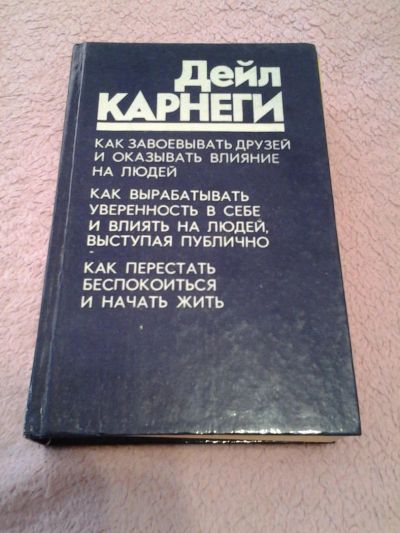 Дейл
КАРНЕГИ
КАК ЗАВОЕВЫВАТЬ ДРУЗЕЙ
И ОКАЗЫВАТЬ ВЛИЯНИЕ
НА ЛЮДЕЙ
КАК ВЫРАБАТЫВАТЬ
УВЕРЕННОСТЬ В СЕБЕ
И ВЛИЯТЬ НА ЛЮДЕЙ,
ВЫСТУПАЯ ПУБЛИЧНО
КАК ПЕРЕСТАТЬ
БЕСПОКОИТЬСЯ
И НАЧАТЬ ЖИТЬ